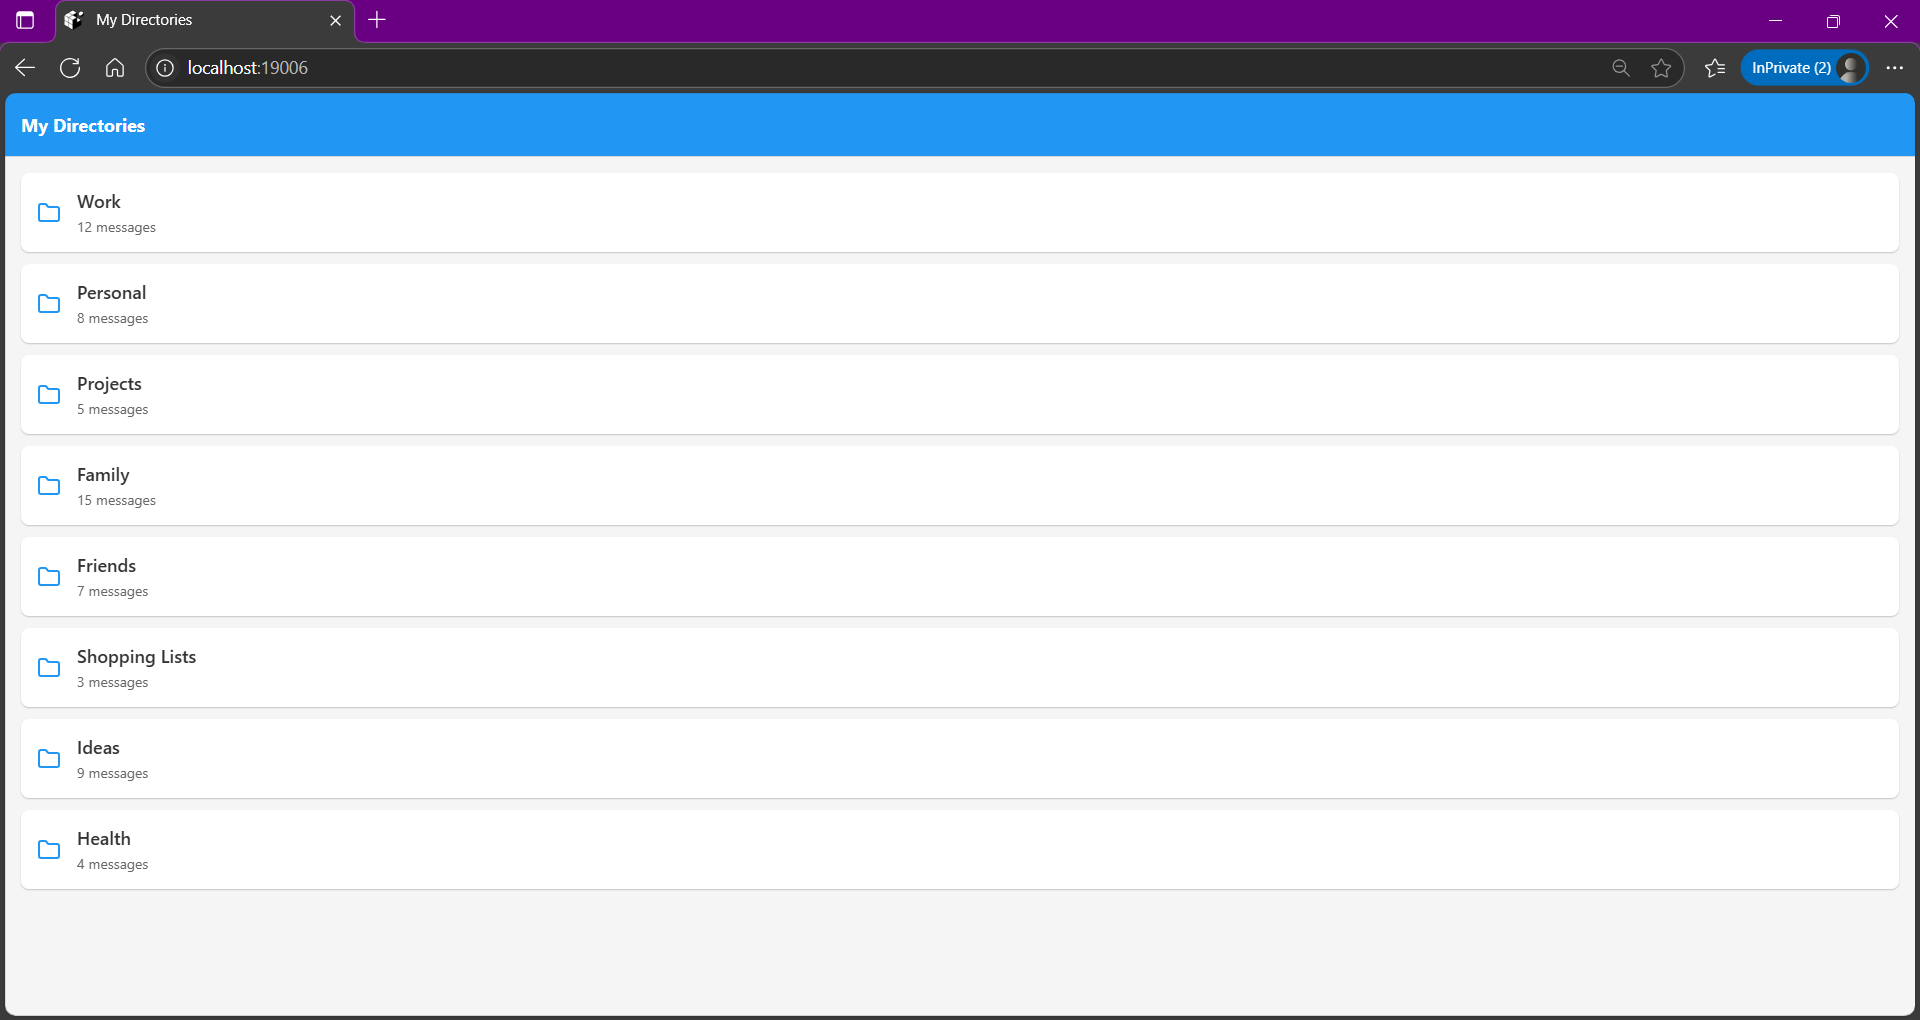 My Directories
localhost:19006
InPrivate (2)
My Directories
Work
12 messages
Personal
8 messages
Projects
5 messages
Family
15 messages
Friends
7 messages
Shopping Lists
3 messages
Ideas
9 messages
Health
4 messages